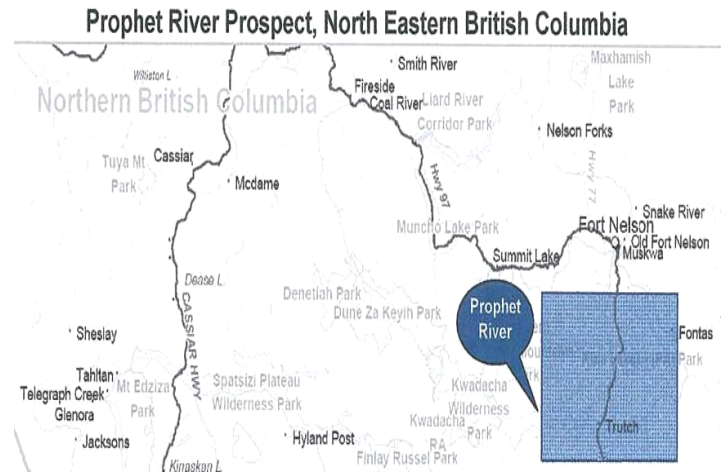 Prophet River Prospect, North Eastern British Columbia
Smith River
Maxhamish
Lake
Park
Williston L
Fireside
Coal River
Northern British Columbia
Liard River
Corridor Park
Nelson Forks
Cassiar
Tuya Mt
Park
Mcdame
Hwy 97
Hwy 77
Snake River
Muncho Lake Park
Fort Nelson
Old Fort Nelson
Muskwa
Summit Lake
Dease L
CASSIAR HWY
Denetiah Park
Dune Za Keyih Park
Prophet
River
Sheslay
Fontas
Park
Tahltan
Mt Edziza
Park
Telegraph Creek
Glenora
Spatsizi Plateau
Wilderness Park
Kwadacha
Wilderness
Park
Kwadacha
RA
Trutch
Jacksons
Hyland Post
Finlay Russel Park
Kinaskan L